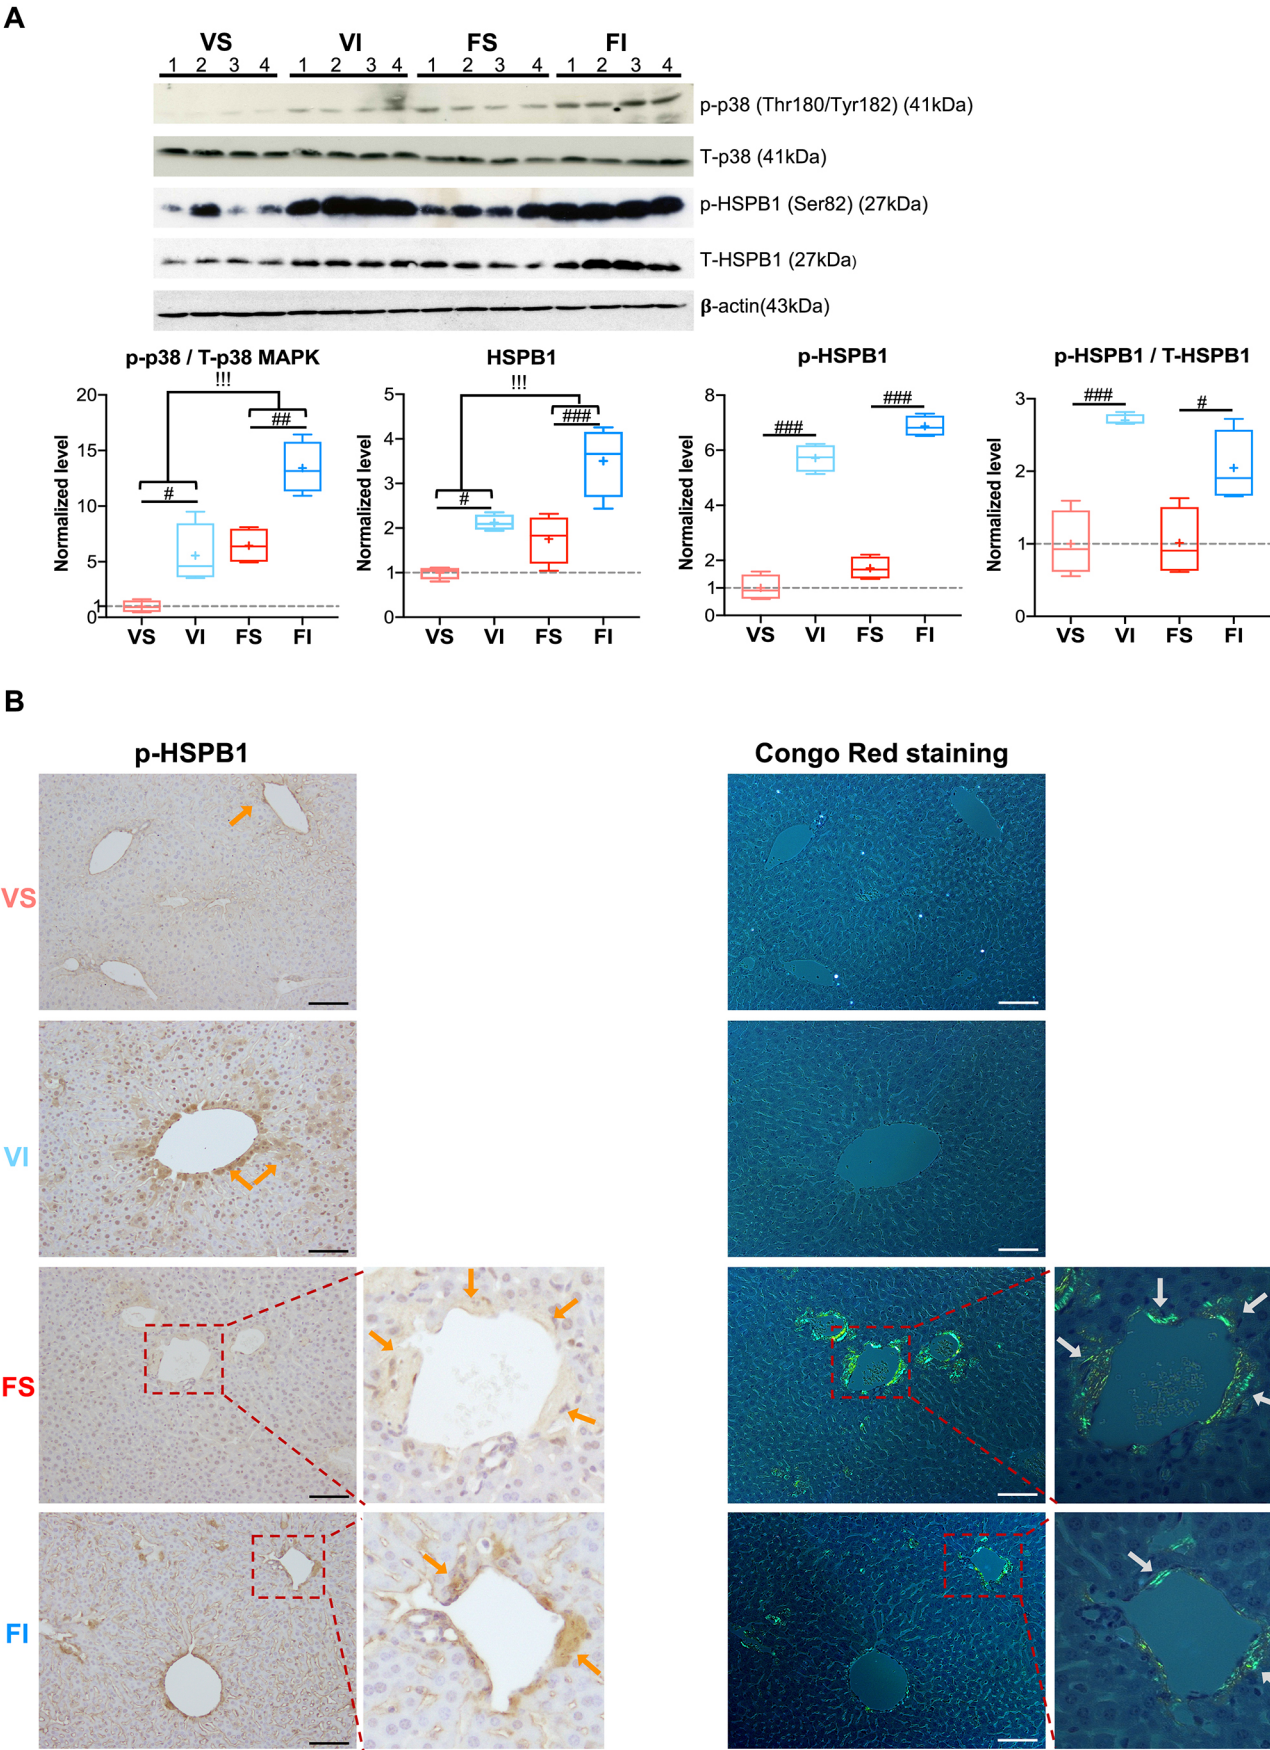 A
VS VI FS FI
1 2 3 4 1 2 3 4 1 2 3 4 1 2 3 4
p-p38 (Thr180/Tyr182) (41kDa)
T-p38 (41kDa)
p-HSPB1 (Ser82) (27kDa)
T-HSPB1 (27kDa)
β-actin(43kDa)
p-p38 / T-p38 MAPK
Normalized level
20
15
10
5
1
0
!!!
#
##
VS VI FS FI
HSPB1
Normalized level
5
4
3
2
1
0
!!!
#
###
VS VI FS FI
p-HSPB1
Normalized level
8
6
4
2
1
0
###
###
VS VI FS FI
p-HSPB1 / T-HSPB1
Normalized level
3
2
1
0
###
#
VS VI FS FI
B
p-HSPB1
Congo Red staining
VS
VI
FS
FI